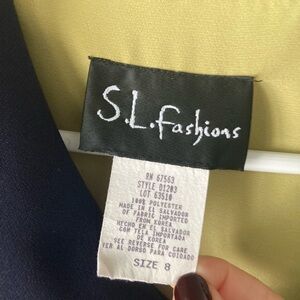 S.L. Fashions
RN 67563
STYLE D1203
LOT 63510
100% POLYESTER
MADE IN EL SALVADOR
OF FABRIC IMPORTED
FROM KOREA
HECHO EN EL SALVADOR
CON TELA IMPORTADA
DE KOREA
SEE REVERSE FOR CARE
VER AL DORSO PARA CUIDADO
SIZE 8